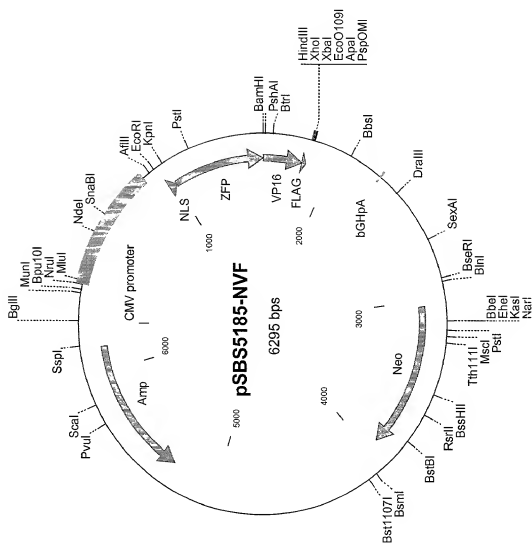 pSBS5185-NVF
6295 bps
BglII
MunI
Bpu10I
NruI
MluI
NdeI
SnaBI
AflII
EcoRI
KpnI
PstI
BamHI
PshAI
BtrI
HindIII
XhoI
XbaI
EcoO109I
ApaI
PspOMI
BbsI
DraIII
SexAI
BseRI
BlnI
BbeI
EheI
KasI
NarI
PstI
MscI
Tth111I
BssHII
RsrII
BstBI
BsmI
Bst1107I
PvuI
ScaI
SspI
CMV promoter
NLS
ZFP
VP16
FLAG
bGHpA
Neo
Amp
1000
2000
3000
4000
5000
6000